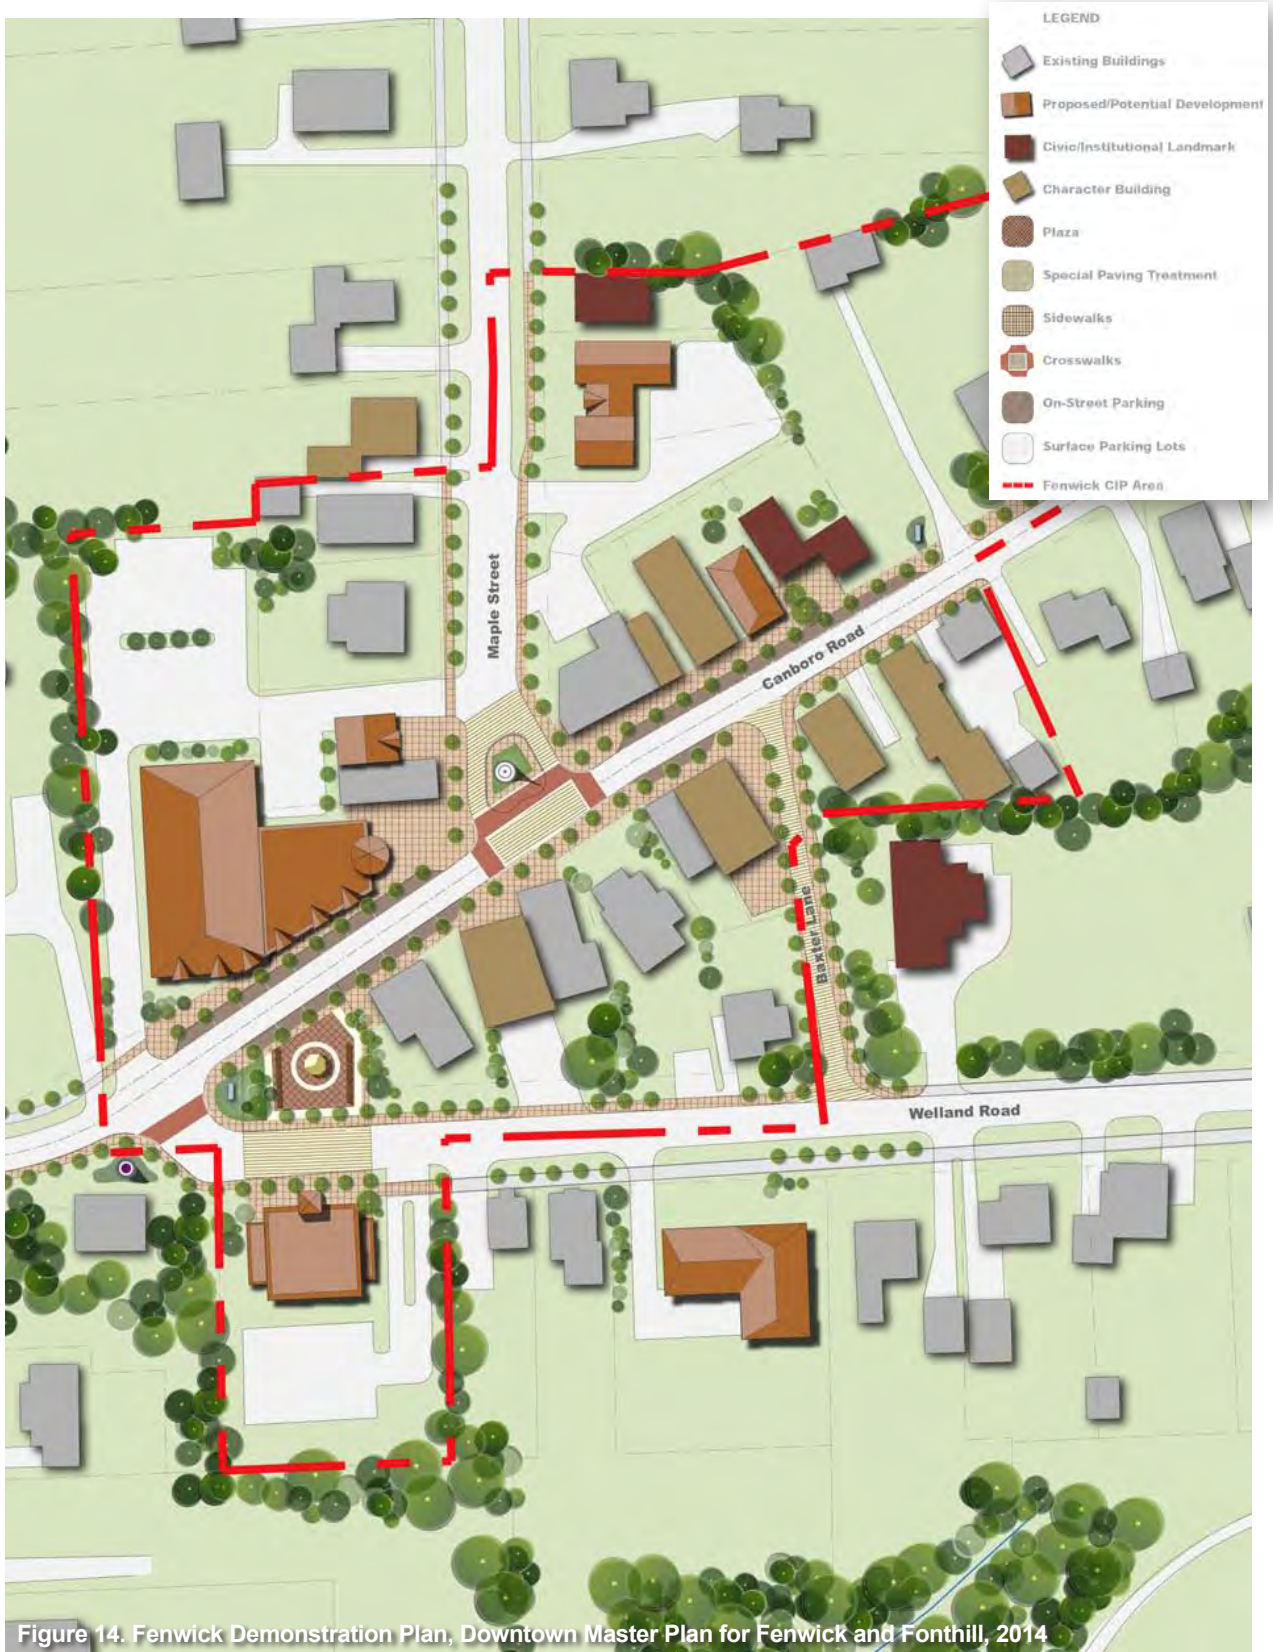 LEGEND
Existing Buildings
Proposed/Potential Development
Civic/Institutional Landmark
Character Building
Plaza
Special Paving Treatment
Sidewalks
Crosswalks
On-Street Parking
Surface Parking Lots
Fenwick CIP Area
Maple Street
Canboro Road
Baxter Lane
Welland Road
Figure 14. Fenwick Demonstration Plan, Downtown Master Plan for Fenwick and Fonthill, 2014